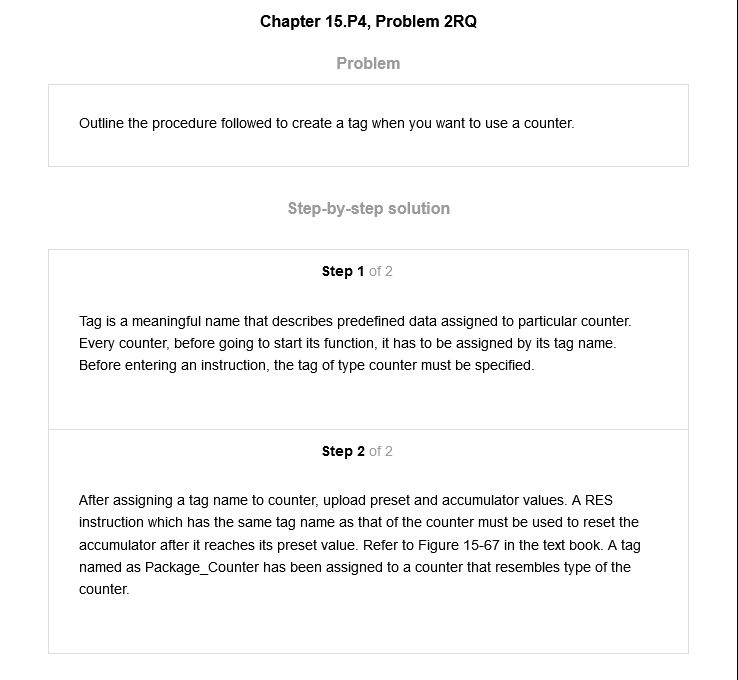 Chapter 15.P4, Problem 2RQ
Problem
Outline the procedure followed to create a tag when you want to use a counter.
Step-by-step solution
Step 1 of 2
Tag is a meaningful name that describes predefined data assigned to particular counter.
Every counter, before going to start its function, it has to be assigned by its tag name.
Before entering an instruction, the tag of type counter must be specified.
Step 2 of 2
After assigning a tag name to counter, upload preset and accumulator values. A RES
instruction which has the same tag name as that of the counter must be used to reset the
accumulator after it reaches its preset value. Refer to Figure 15-67 in the text book. A tag
named as Package_Counter has been assigned to a counter that resembles type of the
counter.